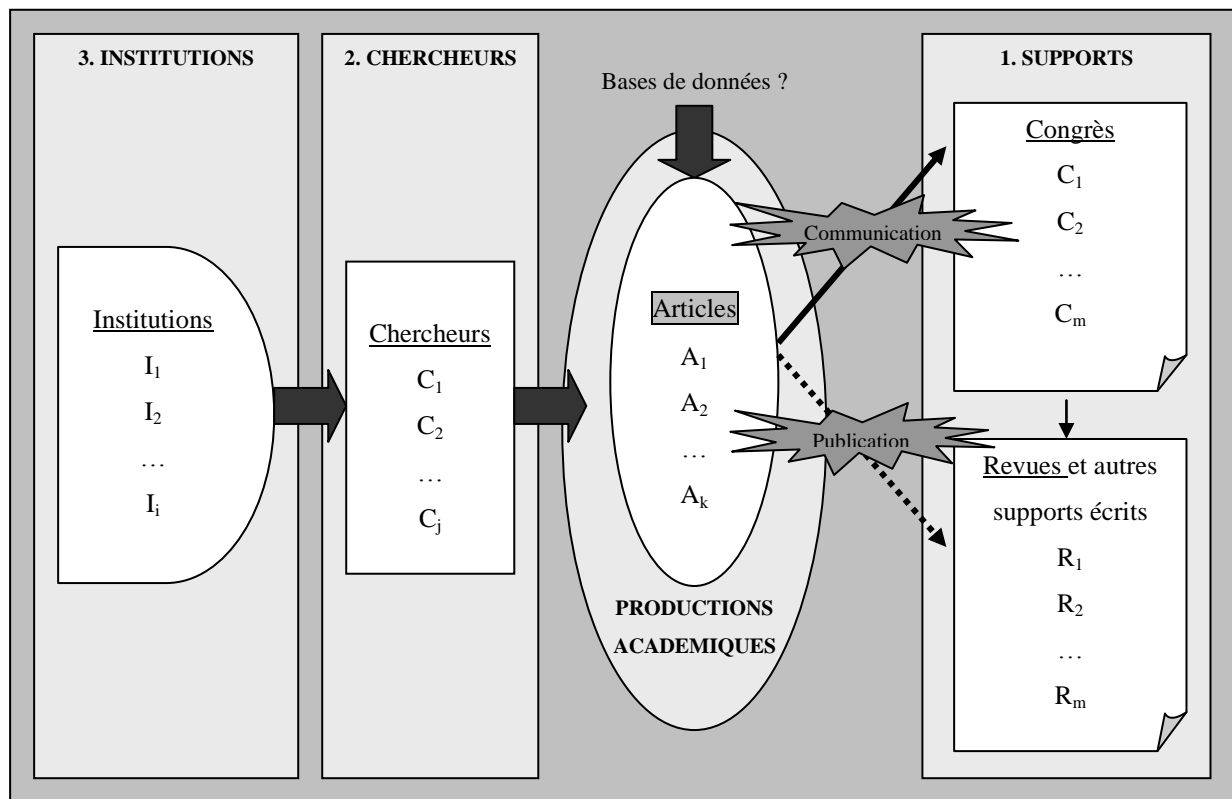 3. INSTITUTIONS
Institutions
I₁
I₂
…
Iᵢ
2. CHERCHEURS
Chercheurs
C₁
C₂
…
Cⱼ
Bases de données ?
Articles
A₁
A₂
…
Aₖ
PRODUCTIONS
ACADEMIQUES
Communication
Publication
1. SUPPORTS
Congrès
C₁
C₂
…
Cₘ
Revues et autres
supports écrits
R₁
R₂
…
Rₘ